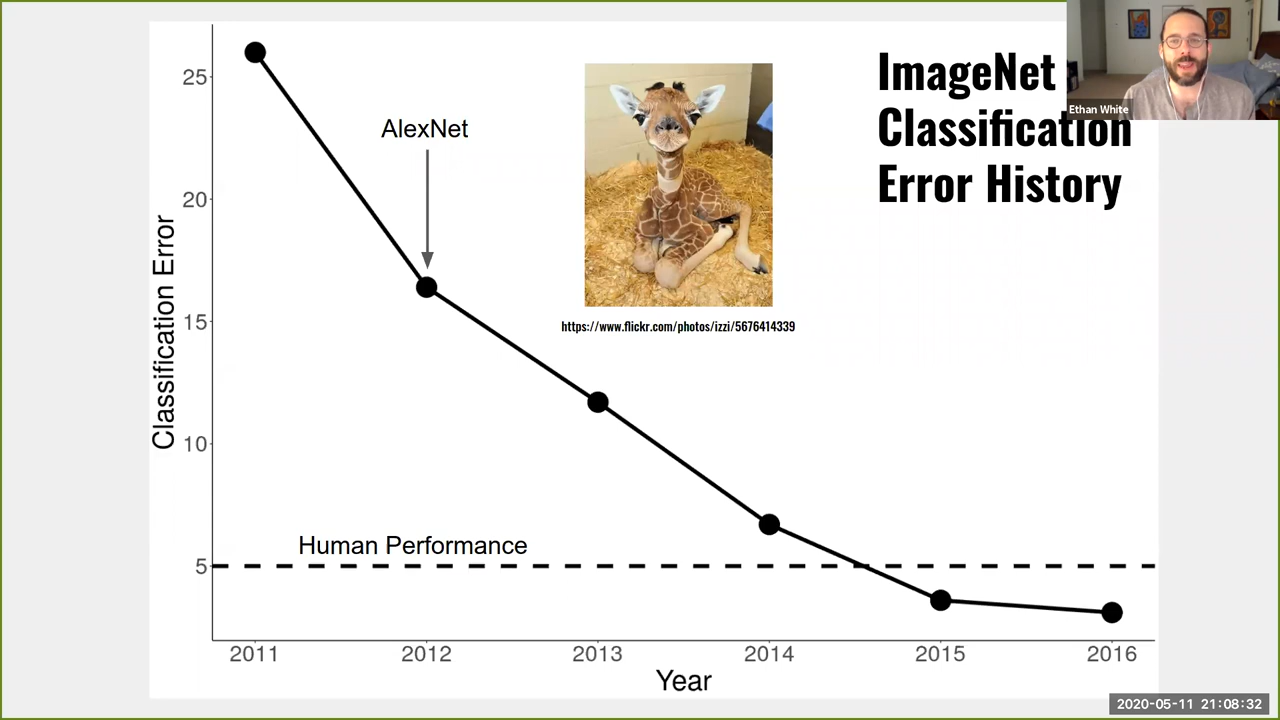 ImageNet
Classification
Error History
Ethan White
AlexNet
https://www.flickr.com/photos/izzi/5676414339
Human Performance
Classification Error
25
20
15
10
5
2011 2012 2013 2014 2015 2016
Year
2020-05-11 21:08:32